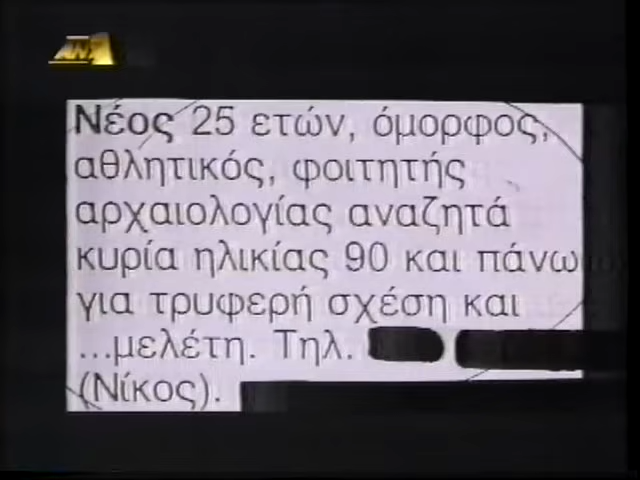 ANT1
Νέος 25 ετών, όμορφος,
αθλητικός, φοιτητής
αρχαιολογίας αναζητά
κυρία ηλικίας 90 και πάνω
για τρυφερή σχέση και
...μελέτη. Τηλ.
(Νίκος).